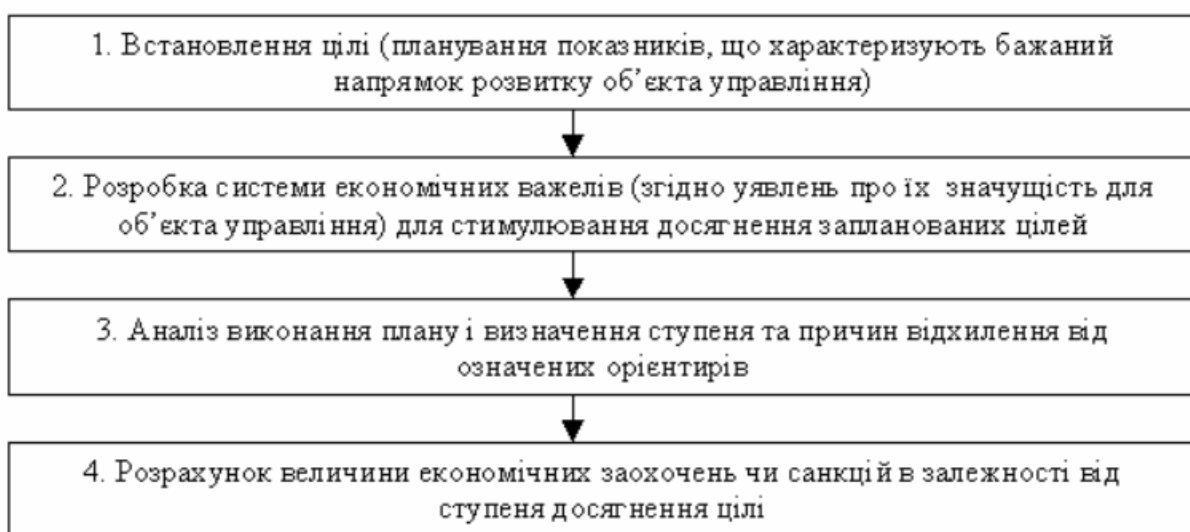 1. Встановлення цілі (планування показників, що характеризують бажаний
напрямок розвитку об’єкта управління)
2. Розробка системи економічних важелів (згідно уявлень про їх значущість для
об’єкта управління) для стимулювання досягнення запланованих цілей
3. Аналіз виконання плану і визначення ступеня та причин відхилення від
означених орієнтирів
4. Розрахунок величини економічних заохочень чи санкцій в залежності від
ступеня досягнення цілі